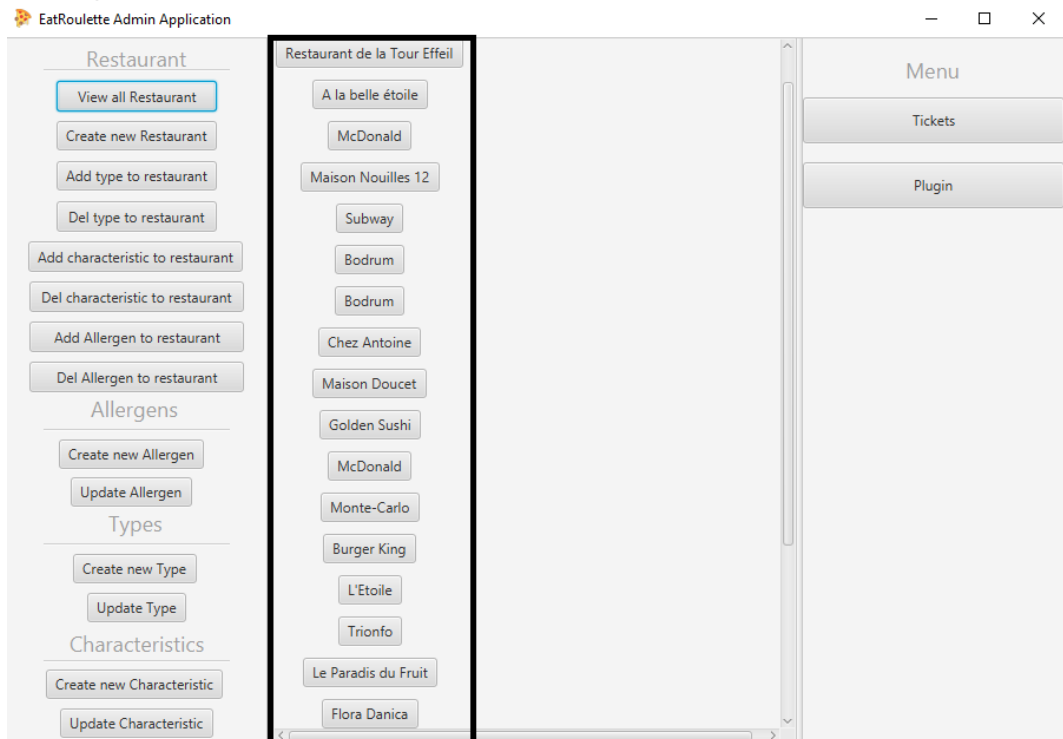 EatRoulette Admin Application
Restaurant
View all Restaurant
Create new Restaurant
Add type to restaurant
Del type to restaurant
Add characteristic to restaurant
Del characteristic to restaurant
Add Allergen to restaurant
Del Allergen to restaurant
Allergens
Create new Allergen
Update Allergen
Types
Create new Type
Update Type
Characteristics
Create new Characteristic
Update Characteristic
Restaurant de la Tour Effeil
A la belle étoile
McDonald
Maison Nouilles 12
Subway
Bodrum
Bodrum
Chez Antoine
Maison Doucet
Golden Sushi
McDonald
Monte-Carlo
Burger King
L'Etoile
Trionfo
Le Paradis du Fruit
Flora Danica
Menu
Tickets
Plugin